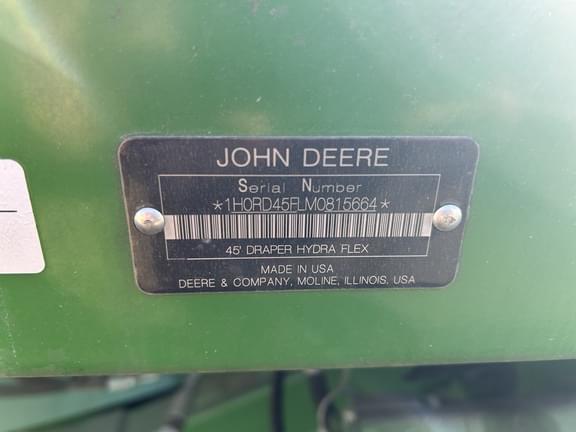 JOHN DEERE
Serial Number
*1H0RD45FLM0815664*
45' DRAPER HYDRA FLEX
MADE IN USA
DEERE & COMPANY, MOLINE, ILLINOIS, USA